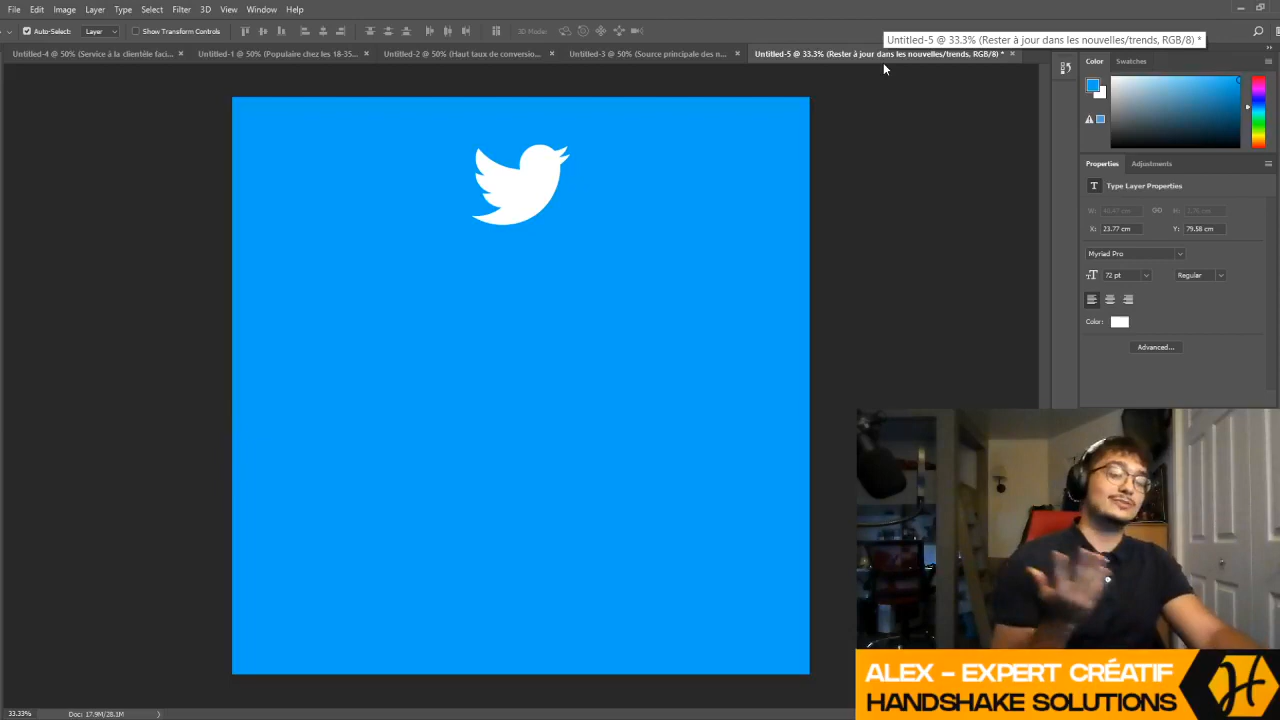 File Edit Image Layer Type Select Filter 3D View Window Help
Auto-Select: Layer Show Transform Controls 3D Mode:
Untitled-4 @ 50% (Service à la clientèle faci... × Untitled-1 @ 50% (Populaire chez les 18-35... × Untitled-2 @ 50% (Haut taux de conversio... × Untitled-3 @ 50% (Source principale des n... × Untitled-5 @ 33.3% (Rester à jour dans les nouvelles/trends, RGB/8) * ×
Untitled-5 @ 33.3% (Rester à jour dans les nouvelles/trends, RGB/8) *
Color Swatches
Properties Adjustments
T Type Layer Properties
W: H:
X: 23.77 cm Y: 79.58 cm
Myriad Pro
72 pt Regular
Color:
Advanced...
ALEX - EXPERT CRÉATIF
HANDSHAKE SOLUTIONS
33.33% Doc: 17.9M/28.1M